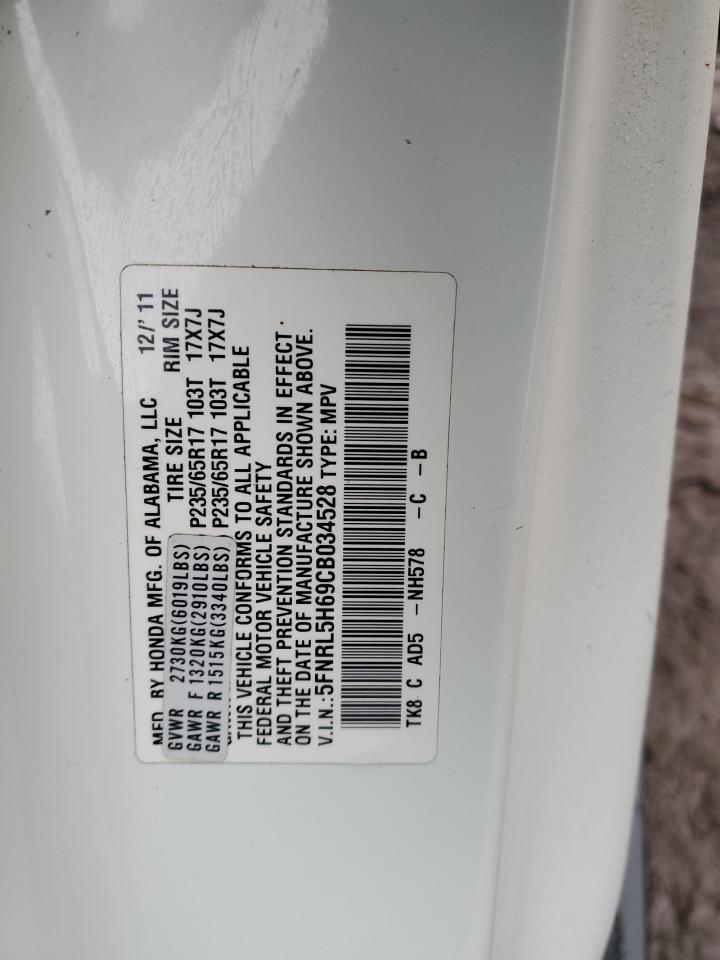 MFD BY HONDA MFG. OF ALABAMA, LLC 12/'11
GVWR 2730KG(6019LBS) TIRE SIZE RIM SIZE
GAWR F 1320KG(2910LBS) P235/65R17 103T 17X7J
GAWR R 1515KG(3340LBS) P235/65R17 103T 17X7J
THIS VEHICLE CONFORMS TO ALL APPLICABLE
FEDERAL MOTOR VEHICLE SAFETY
AND THEFT PREVENTION STANDARDS IN EFFECT
ON THE DATE OF MANUFACTURE SHOWN ABOVE.
V.I.N.:5FNRL5H69CB034528 TYPE: MPV
TK8 C AD5 -NH578 -C -B